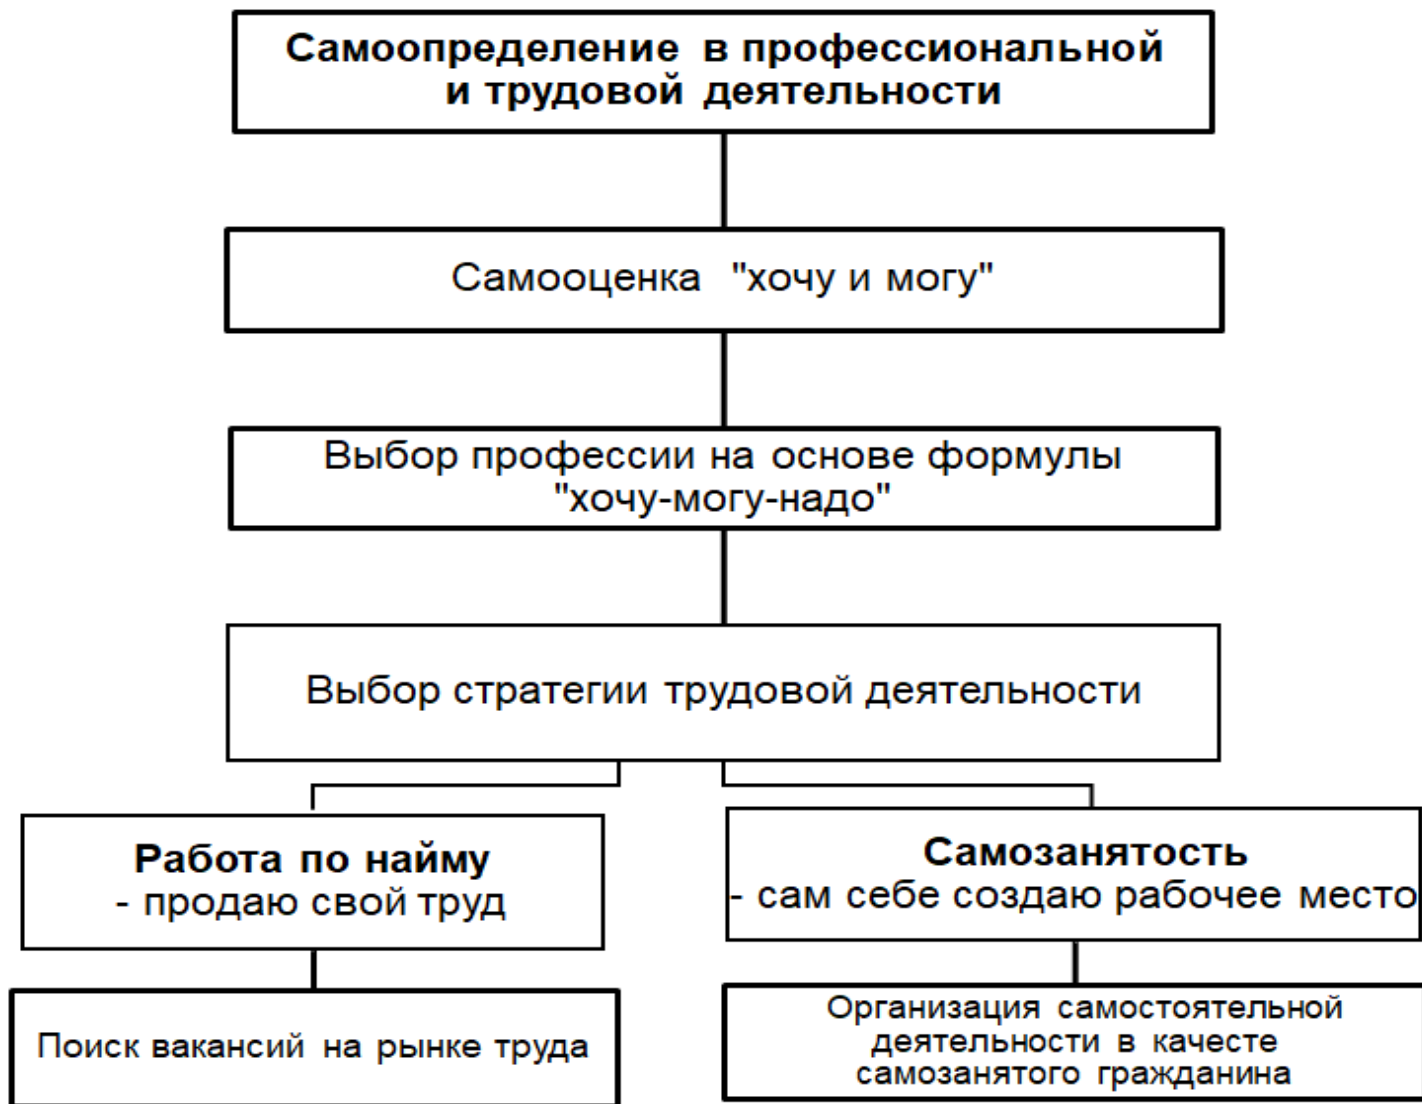 Самоопределение в профессиональной
и трудовой деятельности
Самооценка "хочу и могу"
Выбор профессии на основе формулы
"хочу-могу-надо"
Выбор стратегии трудовой деятельности
Работа по найму
- продаю свой труд
Самозанятость
- сам себе создаю рабочее место
Поиск вакансий на рынке труда
Организация самостоятельной
деятельности в качесте
самозанятого гражданина